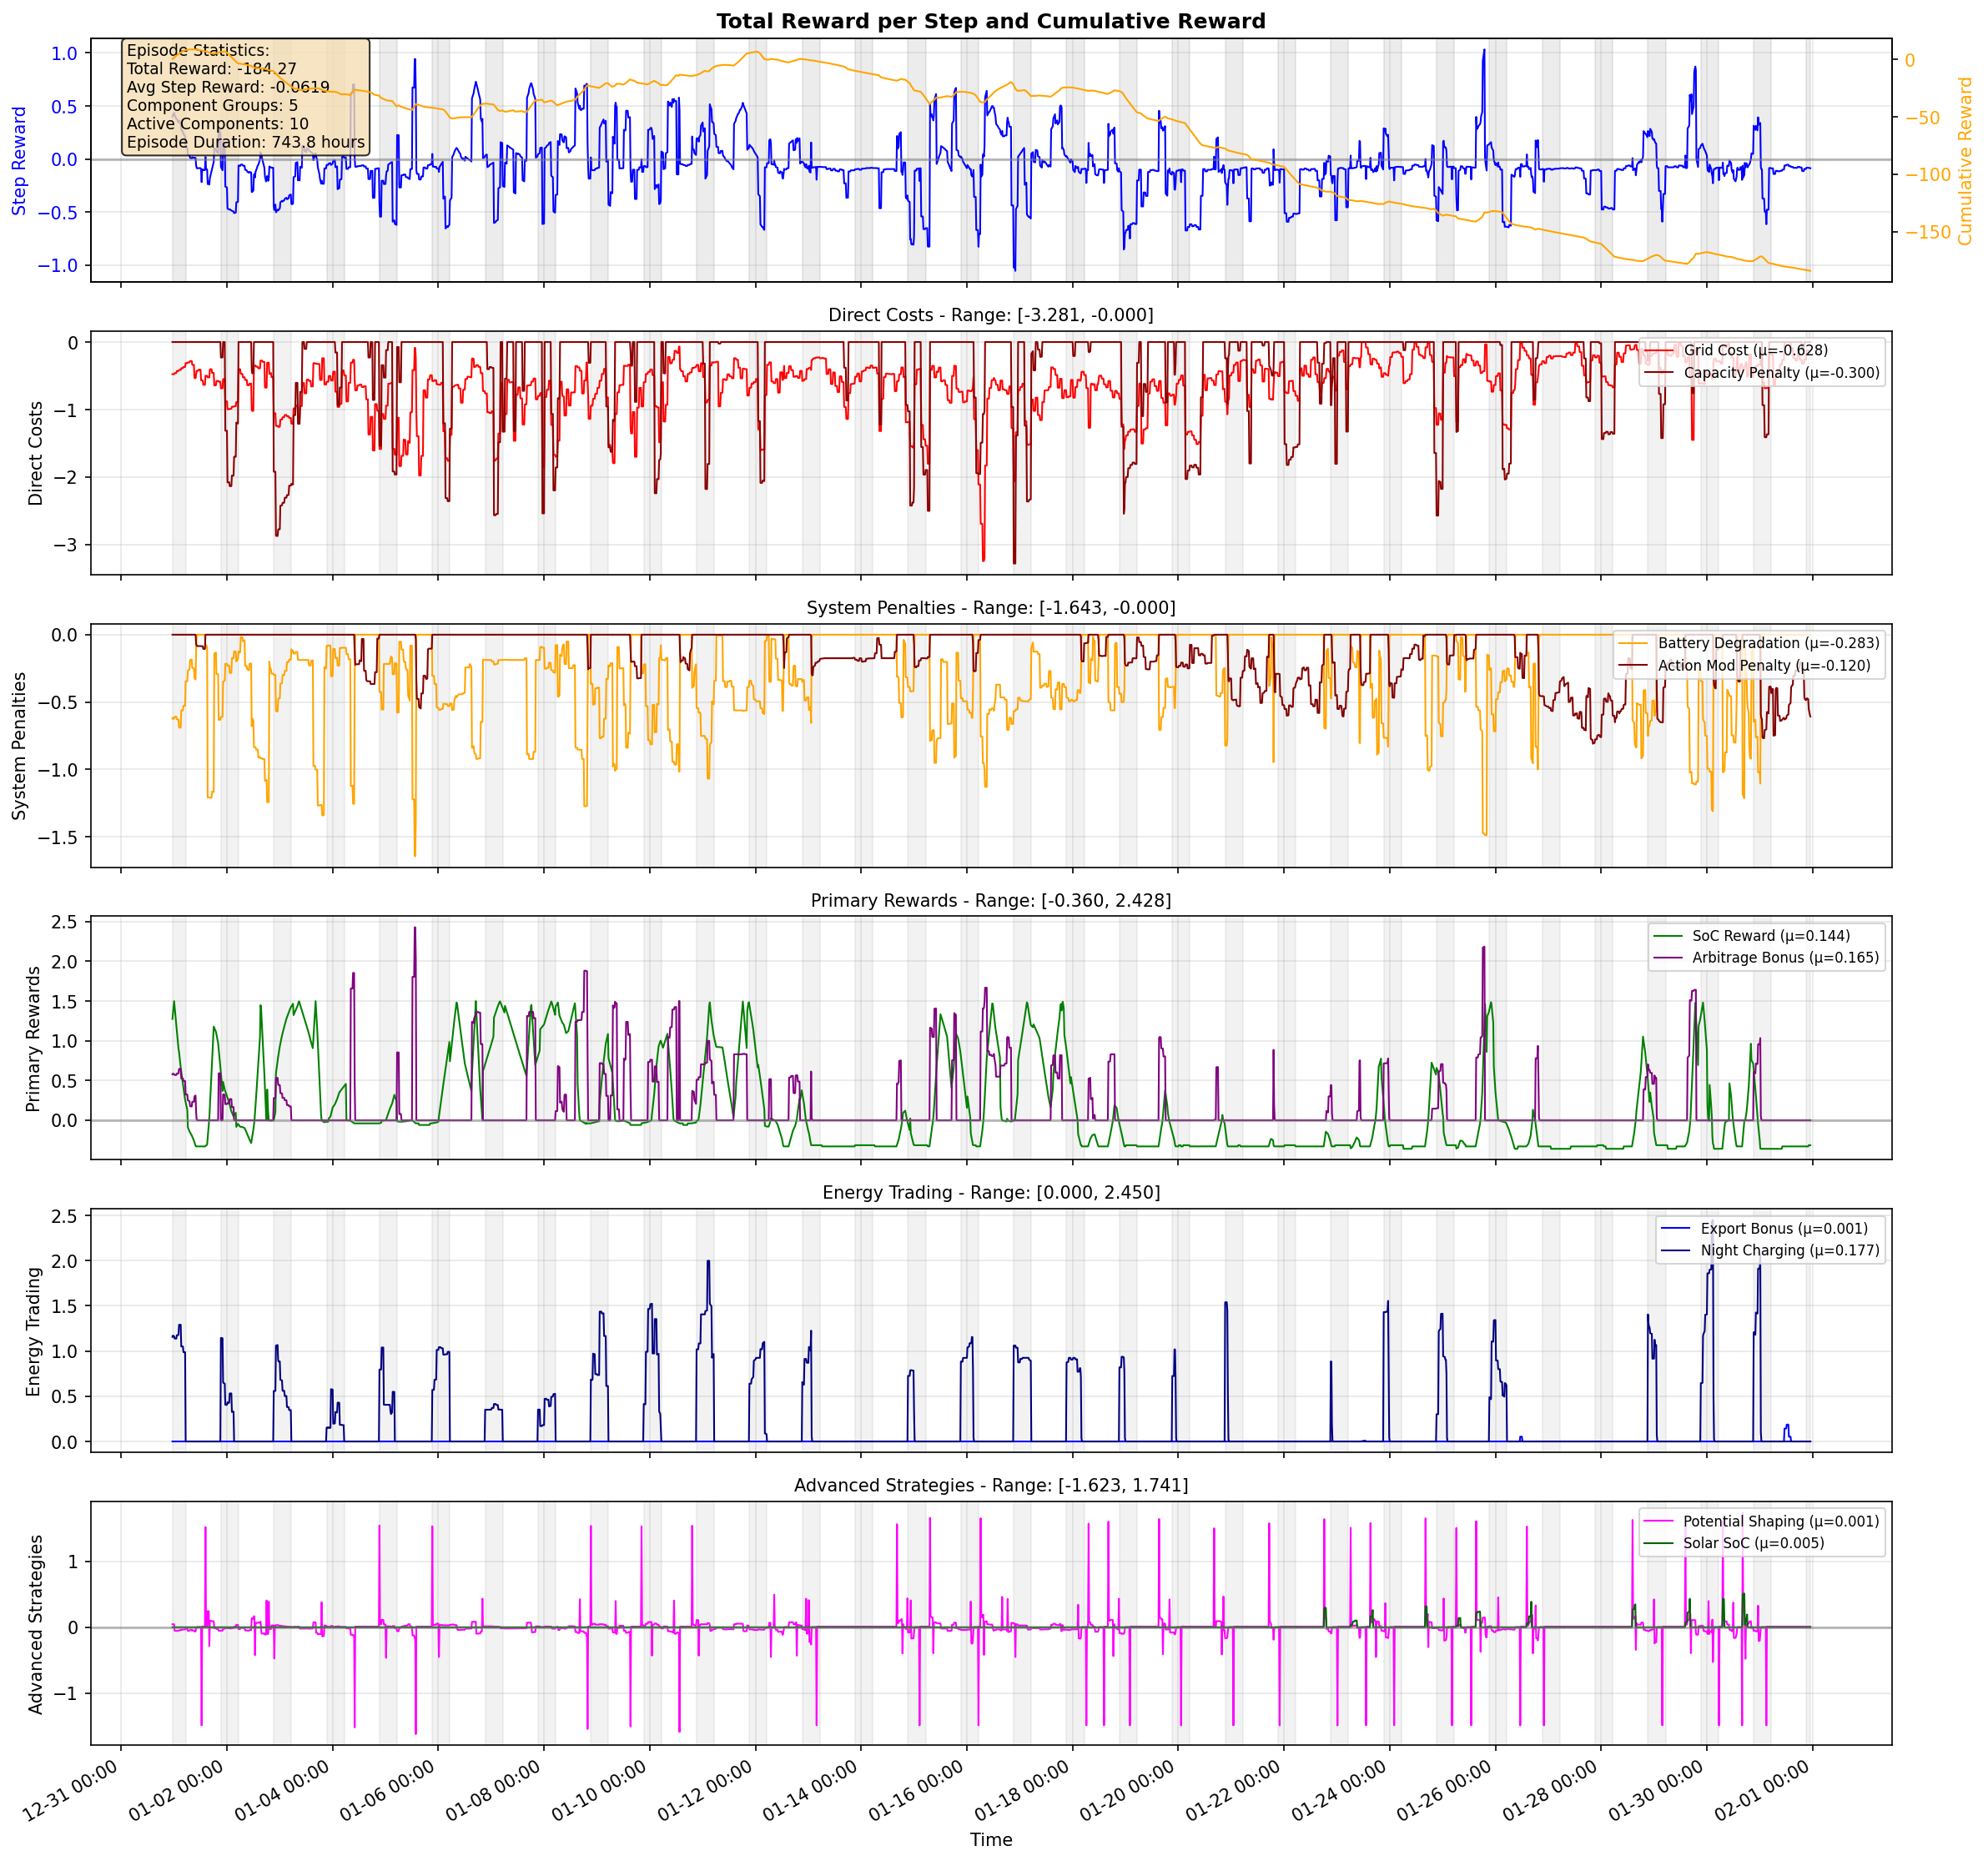 Total Reward per Step and Cumulative Reward
Episode Statistics:
Total Reward: -184.27
Avg Step Reward: -0.0619
Component Groups: 5
Active Components: 10
Episode Duration: 743.8 hours
1.0
0.5
0.0
−0.5
−1.0
Step Reward
0
−50
−100
−150
Cumulative Reward
Direct Costs - Range: [-3.281, -0.000]
Grid Cost (μ=-0.628)
Capacity Penalty (μ=-0.300)
0
−1
−2
−3
Direct Costs
System Penalties - Range: [-1.643, -0.000]
Battery Degradation (μ=-0.283)
Action Mod Penalty (μ=-0.120)
0.0
−0.5
−1.0
−1.5
System Penalties
Primary Rewards - Range: [-0.360, 2.428]
SoC Reward (μ=0.144)
Arbitrage Bonus (μ=0.165)
2.5
2.0
1.5
1.0
0.5
0.0
Primary Rewards
Energy Trading - Range: [0.000, 2.450]
Export Bonus (μ=0.001)
Night Charging (μ=0.177)
2.5
2.0
1.5
1.0
0.5
0.0
Energy Trading
Advanced Strategies - Range: [-1.623, 1.741]
Potential Shaping (μ=0.001)
Solar SoC (μ=0.005)
1
0
−1
Advanced Strategies
12-31 00:00
01-02 00:00
01-04 00:00
01-06 00:00
01-08 00:00
01-10 00:00
01-12 00:00
01-14 00:00
01-16 00:00
01-18 00:00
01-20 00:00
01-22 00:00
01-24 00:00
01-26 00:00
01-28 00:00
01-30 00:00
02-01 00:00
Time